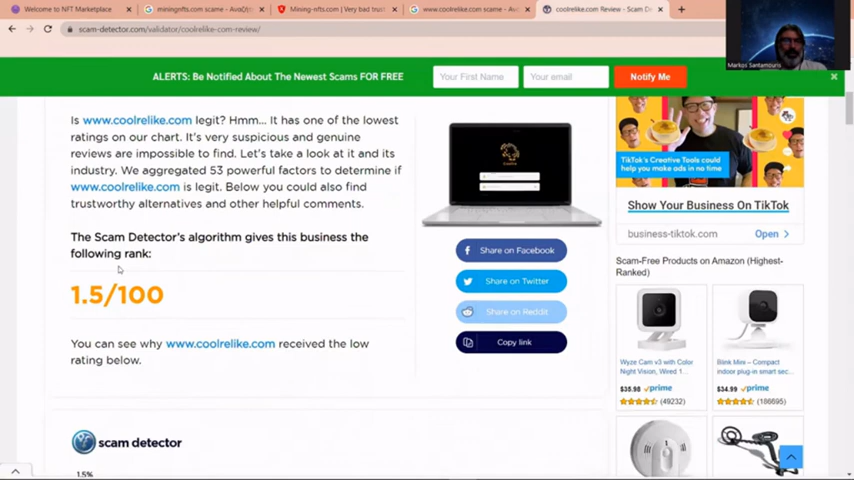 Welcome to NFT Marketplace
miningnfts.com scame - Αναζήτ
Mining-nfts.com | Very bad trust
www.coolrelike.com scame - Αν
coolrelike.com Review - Scam D
scam-detector.com/validator/coolrelike-com-review/
Markos Santamouris
ALERTS: Be Notified About The Newest Scams FOR FREE
Your First Name
Your email
Notify Me
Is www.coolrelike.com legit? Hmm... It has one of the lowest
ratings on our chart. It's very suspicious and genuine
reviews are impossible to find. Let's take a look at it and its
industry. We aggregated 53 powerful factors to determine if
www.coolrelike.com is legit. Below you could also find
trustworthy alternatives and other helpful comments.
The Scam Detector's algorithm gives this business the
following rank:
1.5/100
You can see why www.coolrelike.com received the low
rating below.
scam detector
1.5%
Share on Facebook
Share on Twitter
Share on Reddit
Copy link
TikTok's Creative Tools could
help you make ads in no time
Show Your Business On TikTok
business-tiktok.com
Open
Scam-Free Products on Amazon (Highest-
Ranked)
Wyze Cam v3 with Color
Night Vision, Wired 1...
$35.98 prime
(49232)
Blink Mini – Compact
indoor plug-in smart sec...
$34.99 prime
(186695)